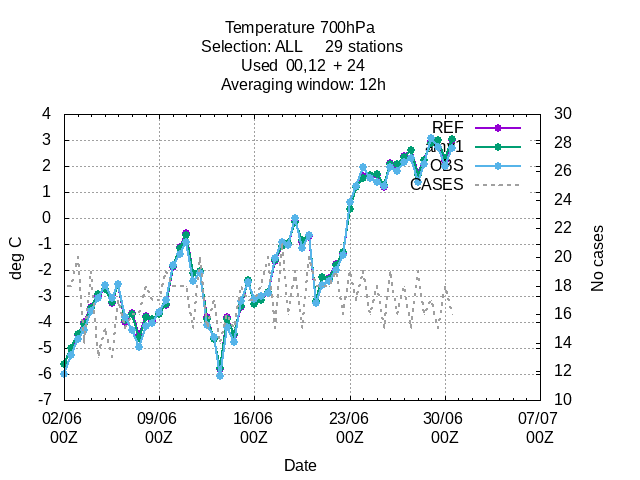 Temperature 700hPa
Selection: ALL 29 stations
Used 00,12 + 24
Averaging window: 12h
4 30
3 28
2 26
1 24
0 22
-1 20
-2 18
-3 16
-4 14
-5 12
-6 10
-7
deg C
No cases
REF
OBS
CASES
02/06 09/06 16/06 23/06 30/06 07/07
00Z 00Z 00Z 00Z 00Z 00Z
Date